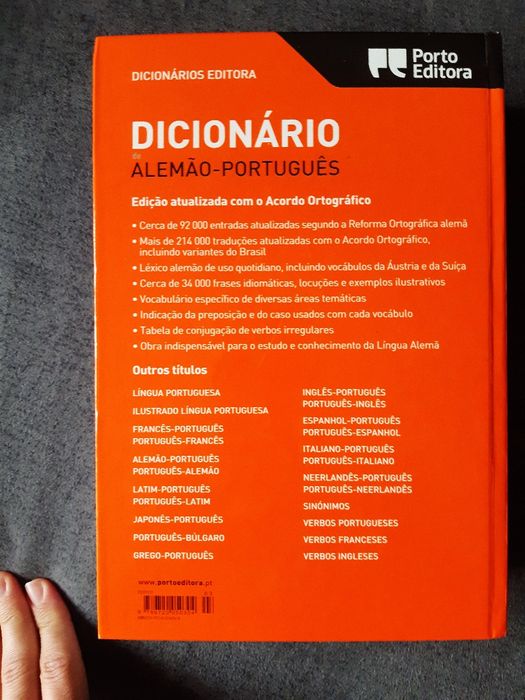 Porto
Editora
DICIONÁRIOS EDITORA
DICIONÁRIO
de
ALEMÃO-PORTUGUÊS
Edição atualizada com o Acordo Ortográfico
• Cerca de 92 000 entradas atualizadas segundo a Reforma Ortográfica alemã
• Mais de 214 000 traduções atualizadas com o Acordo Ortográfico,
incluindo variantes do Brasil
• Léxico alemão de uso quotidiano, incluindo vocábulos da Áustria e da Suíça
• Cerca de 34 000 frases idiomáticas, locuções e exemplos ilustrativos
• Vocabulário específico de diversas áreas temáticas
• Indicação da preposição e do caso usados com cada vocábulo
• Tabela de conjugação de verbos irregulares
• Obra indispensável para o estudo e conhecimento da Língua Alemã
Outros títulos
LÍNGUA PORTUGUESA
ILUSTRADO LÍNGUA PORTUGUESA
FRANCÊS-PORTUGUÊS
PORTUGUÊS-FRANCÊS
ALEMÃO-PORTUGUÊS
PORTUGUÊS-ALEMÃO
LATIM-PORTUGUÊS
PORTUGUÊS-LATIM
JAPONÊS-PORTUGUÊS
PORTUGUÊS-BÚLGARO
GREGO-PORTUGUÊS
INGLÊS-PORTUGUÊS
PORTUGUÊS-INGLÊS
ESPANHOL-PORTUGUÊS
PORTUGUÊS-ESPANHOL
ITALIANO-PORTUGUÊS
PORTUGUÊS-ITALIANO
NEERLANDÊS-PORTUGUÊS
PORTUGUÊS-NEERLANDÊS
SINÓNIMOS
VERBOS PORTUGUESES
VERBOS FRANCESES
VERBOS INGLESES
www.portoeditora.pt